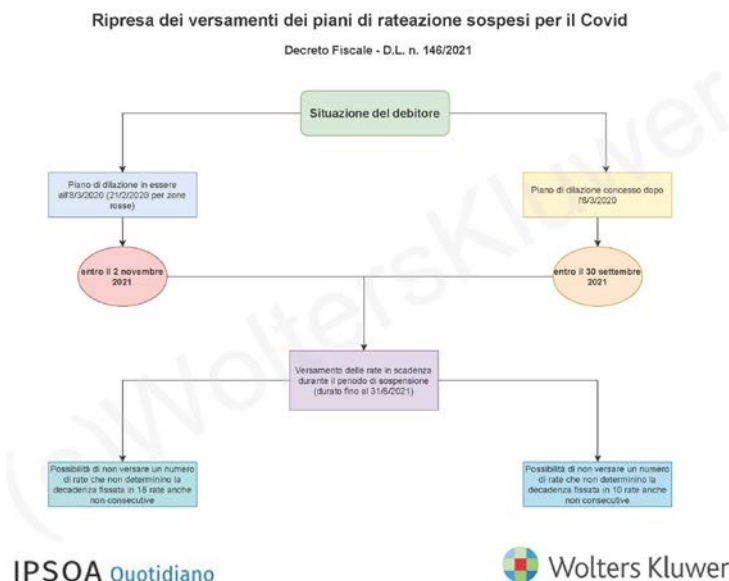 Ripresa dei versamenti dei piani di rateazione sospesi per il Covid
Decreto Fiscale - D.L. n. 146/2021
Situazione del debitore
Piano di dilazione in essere
all'8/3/2020 (21/2/2020 per zone
rosse)
Piano di dilazione concesso dopo
l'8/3/2020
entro il 2 novembre
2021
entro il 30 settembre
2021
Versamento delle rate in scadenza
durante il periodo di sospensione
(durato fino al 31/8/2021)
Possibilità di non versare un numero
di rate che non determinino la
decadenza fissata in 18 rate anche
non consecutive
Possibilità di non versare un numero
di rate che non determinino la
decadenza fissata in 10 rate anche
non consecutive
(s)WoltersKluwer
IPSOA Quotidiano
Wolters Kluwer